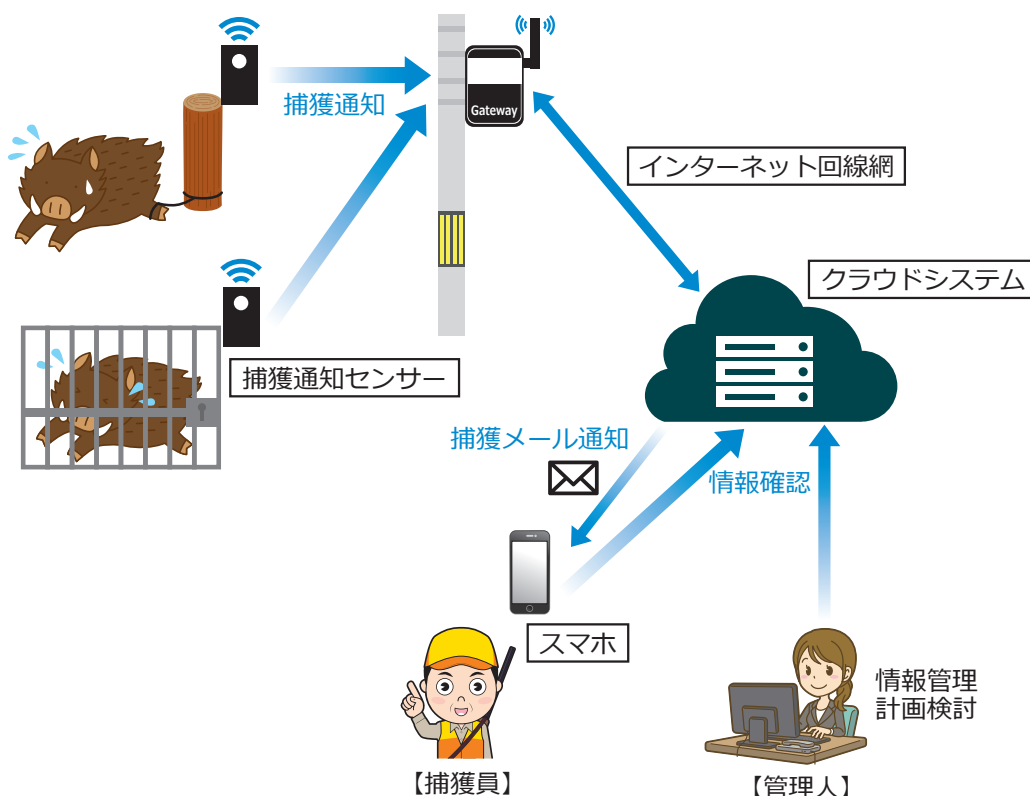 捕獲通知
Gateway
インターネット回線網
クラウドシステム
捕獲通知センサー
捕獲メール通知
情報確認
スマホ
情報管理
計画検討
【捕獲員】
【管理人】